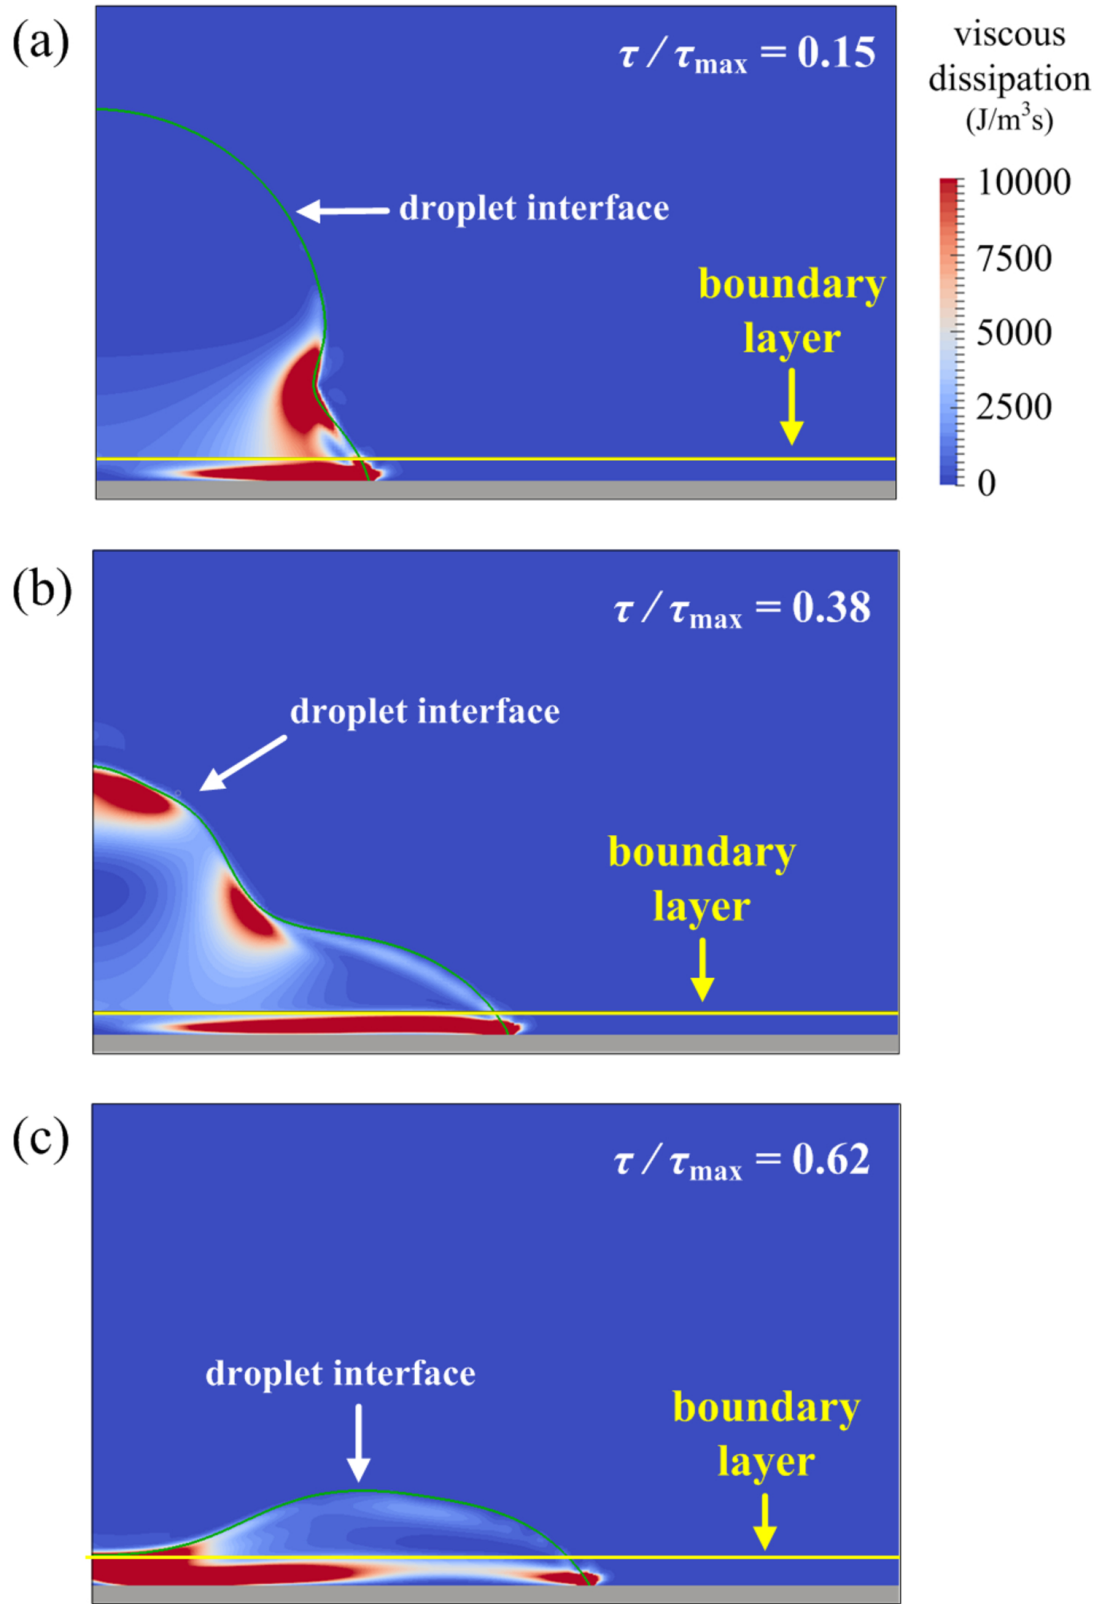 (a)
τ / τmax = 0.15
viscous
dissipation
(J/m³s)
10000
7500
5000
2500
0
droplet interface
boundary
layer
(b)
τ / τmax = 0.38
droplet interface
boundary
layer
(c)
τ / τmax = 0.62
droplet interface
boundary
layer